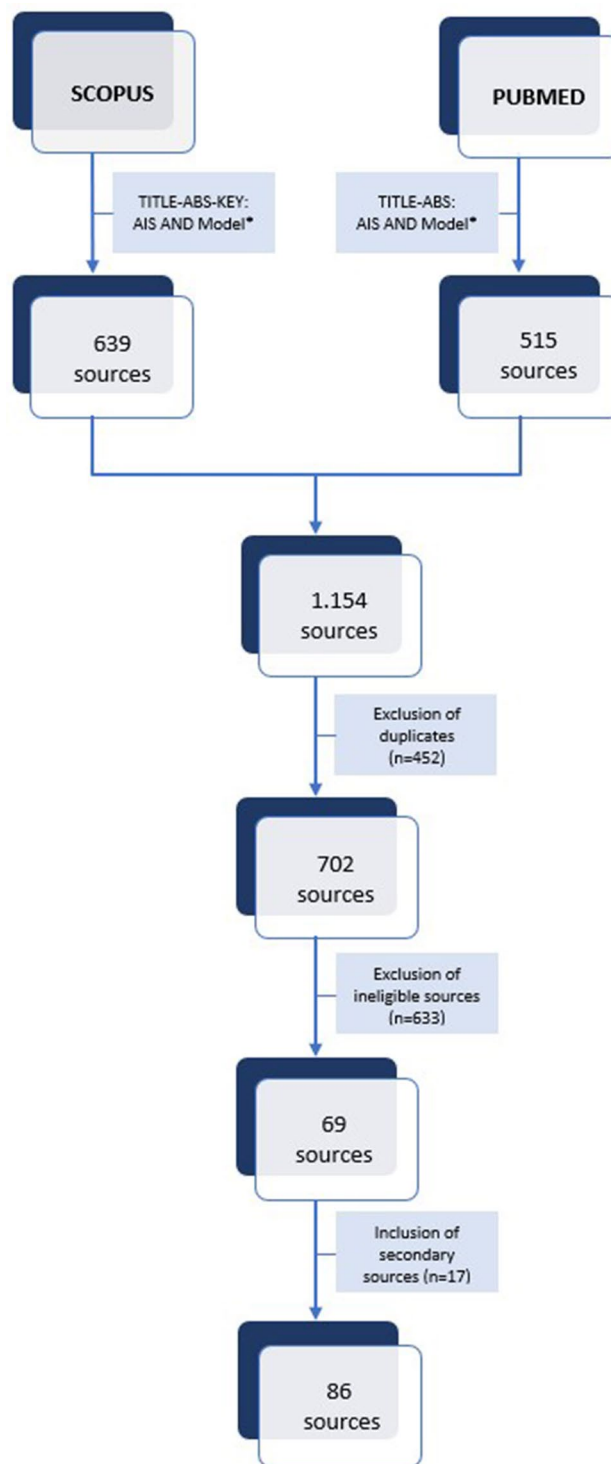 SCOPUS
PUBMED
TITLE-ABS-KEY:
AIS AND Model*
TITLE-ABS:
AIS AND Model*
639
sources
515
sources
1.154
sources
Exclusion of
duplicates
(n=452)
702
sources
Exclusion of
ineligible sources
(n=633)
69
sources
Inclusion of
secondary
sources (n=17)
86
sources